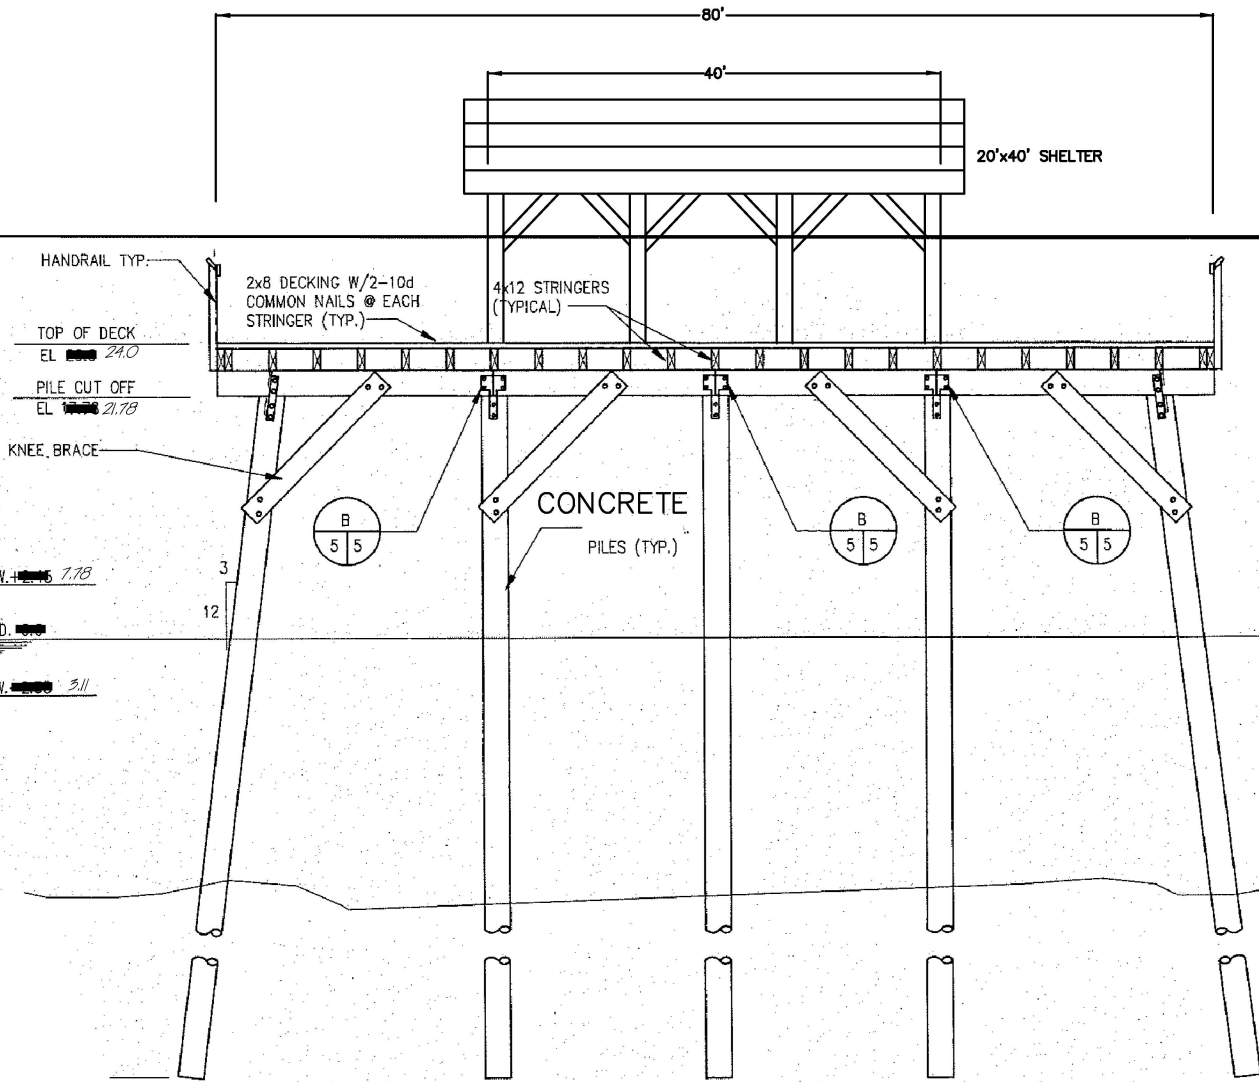 80'
40'
20'x40' SHELTER
HANDRAIL TYP.
2x8 DECKING W/2-10d
COMMON NAILS @ EACH
STRINGER (TYP.)
4x12 STRINGERS
(TYPICAL)
TOP OF DECK
EL 24.0
PILE CUT OFF
EL 21.78
KNEE BRACE
CONCRETE
PILES (TYP.)
B
5 5
B
5 5
B
5 5
3
12
7.78
D.
3.11